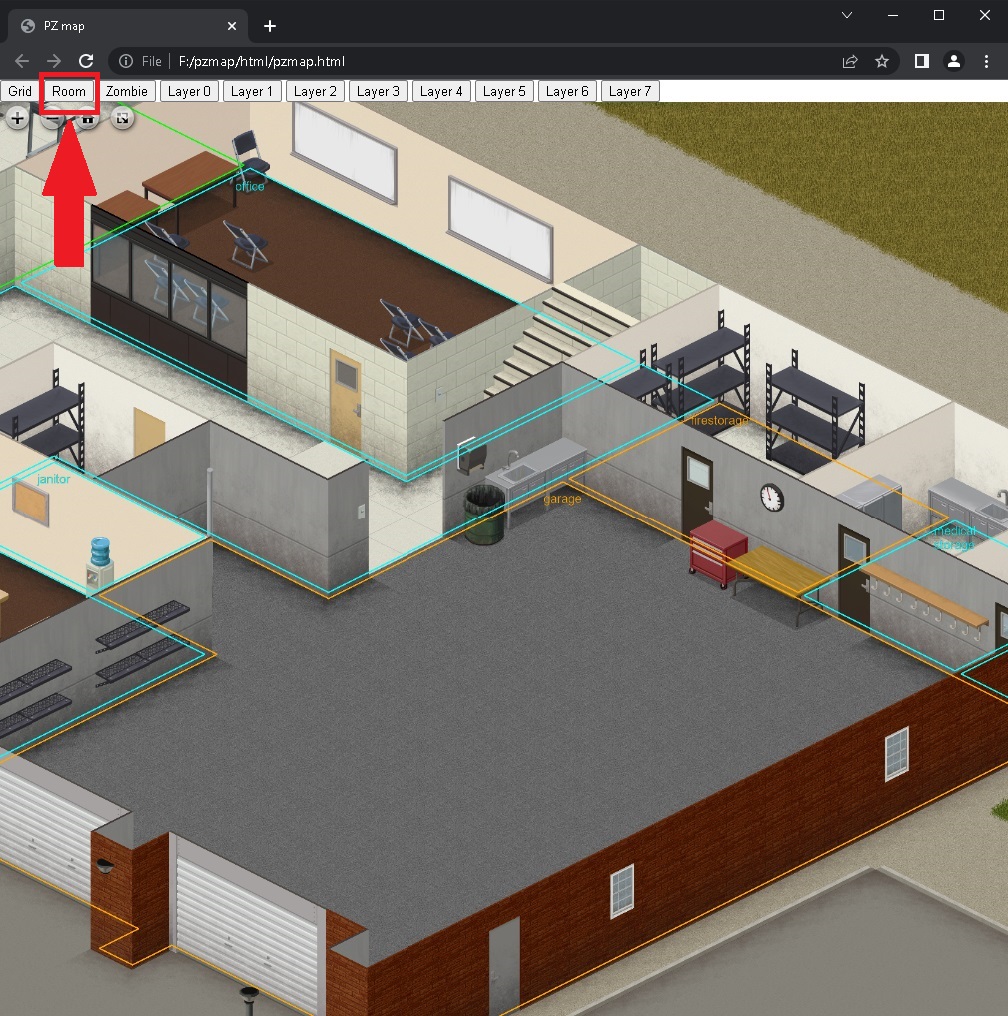 PZ map
File F:/pzmap/html/pzmap.html
Grid Room Zombie Layer 0 Layer 1 Layer 2 Layer 3 Layer 4 Layer 5 Layer 6 Layer 7
office
firestorage
janitor
garage
medical
storage